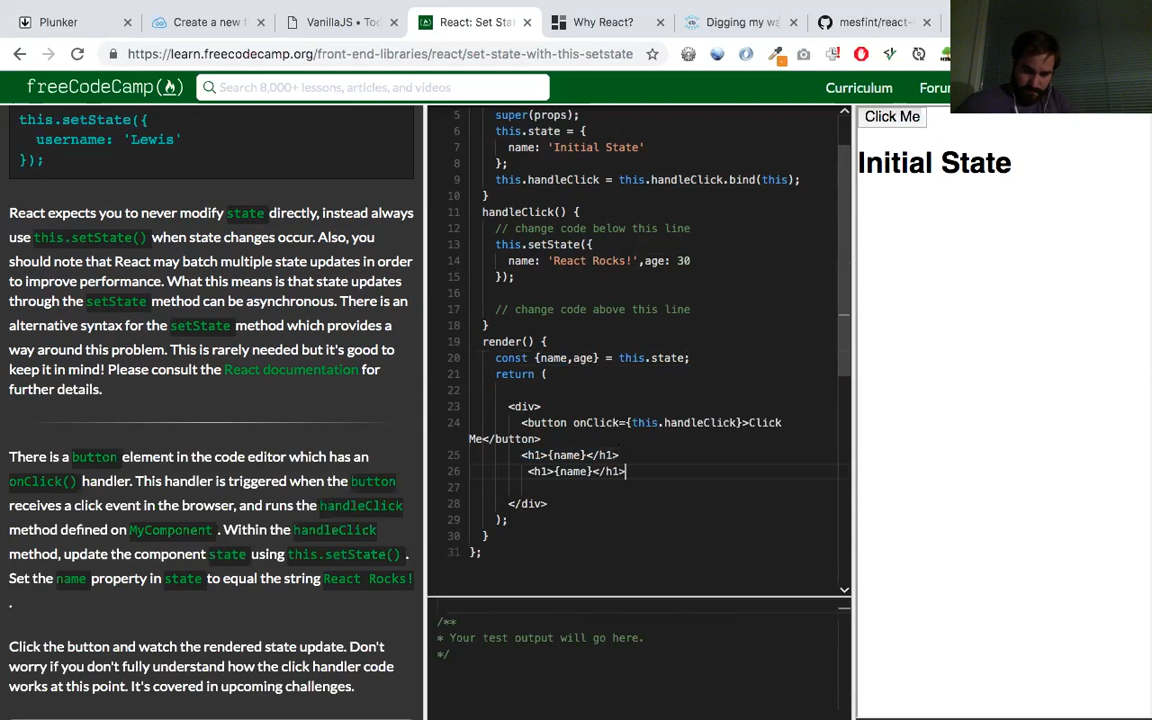 Plunker
Create a new f
VanillaJS • Too
React: Set Stat
Why React?
Digging my wa
mesfint/react-
https://learn.freecodecamp.org/front-end-libraries/react/set-state-with-this-setstate
freeCodeCamp
Search 8,000+ lessons, articles, and videos
Curriculum
Forum
this.setState({
username: 'Lewis'
});
React expects you to never modify state directly, instead always
use this.setState() when state changes occur. Also, you
should note that React may batch multiple state updates in order
to improve performance. What this means is that state updates
through the setState method can be asynchronous. There is an
alternative syntax for the setState method which provides a
way around this problem. This is rarely needed but it's good to
keep it in mind! Please consult the React documentation for
further details.
There is a button element in the code editor which has an
onClick() handler. This handler is triggered when the button
receives a click event in the browser, and runs the handleClick
method defined on MyComponent . Within the handleClick
method, update the component state using this.setState() .
Set the name property in state to equal the string React Rocks!
.
Click the button and watch the rendered state update. Don't
worry if you don't fully understand how the click handler code
works at this point. It's covered in upcoming challenges.
5 super(props);
6 this.state = {
7 name: 'Initial State'
8 };
9 this.handleClick = this.handleClick.bind(this);
10 }
11 handleClick() {
12 // change code below this line
13 this.setState({
14 name: 'React Rocks!',age: 30
15 });
16
17 // change code above this line
18 }
19 render() {
20 const {name,age} = this.state;
21 return (
22
23 <div>
24 <button onClick={this.handleClick}>Click
Me</button>
25 <h1>{name}</h1>
26 <h1>{name}</h1>
27
28 </div>
29 );
30 }
31 };
/**
* Your test output will go here.
*/
Click Me
Initial State